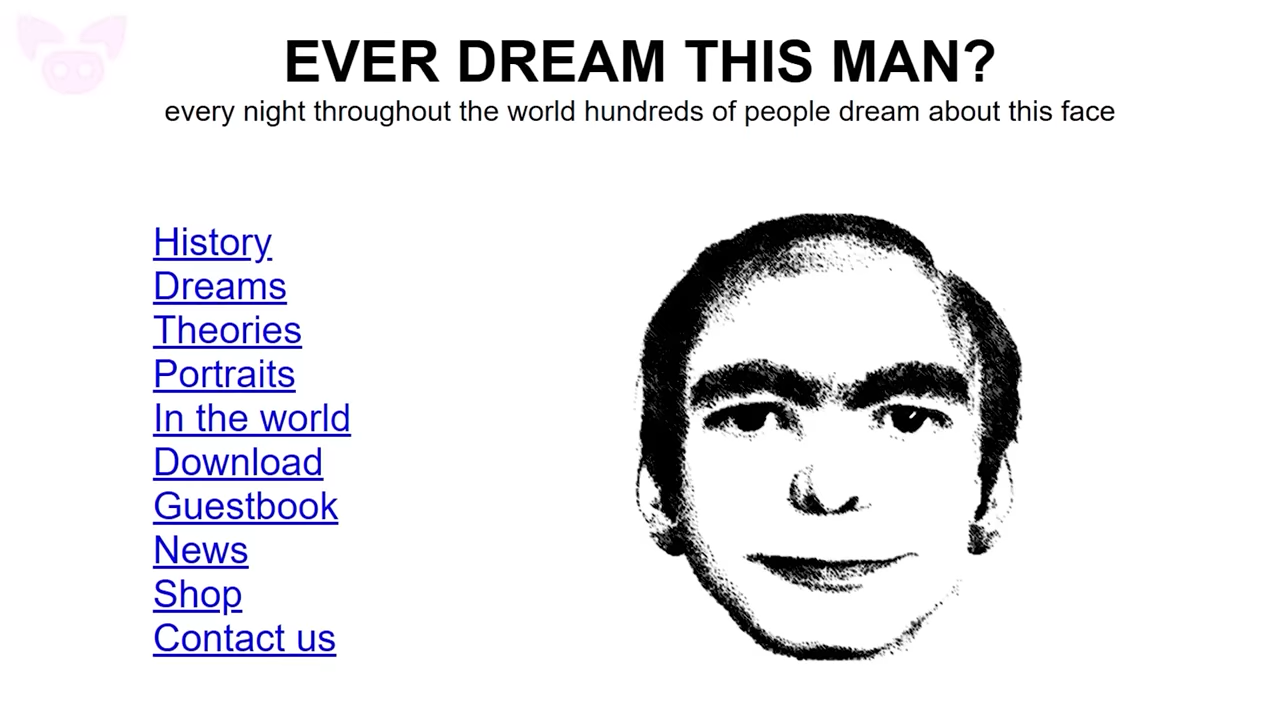 EVER DREAM THIS MAN?
every night throughout the world hundreds of people dream about this face
History
Dreams
Theories
Portraits
In the world
Download
Guestbook
News
Shop
Contact us